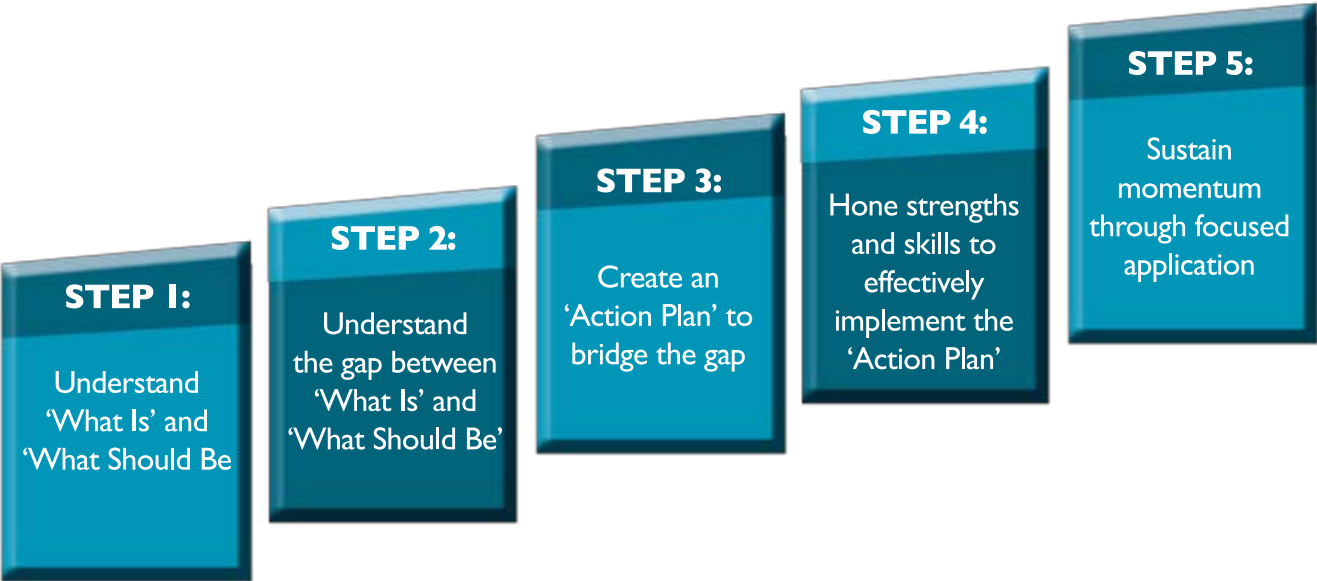 STEP 1:
Understand
‘What Is’ and
‘What Should Be
STEP 2:
Understand
the gap between
‘What Is’ and
‘What Should Be’
STEP 3:
Create an
‘Action Plan’ to
bridge the gap
STEP 4:
Hone strengths
and skills to
effectively
implement the
‘Action Plan’
STEP 5:
Sustain
momentum
through focused
application